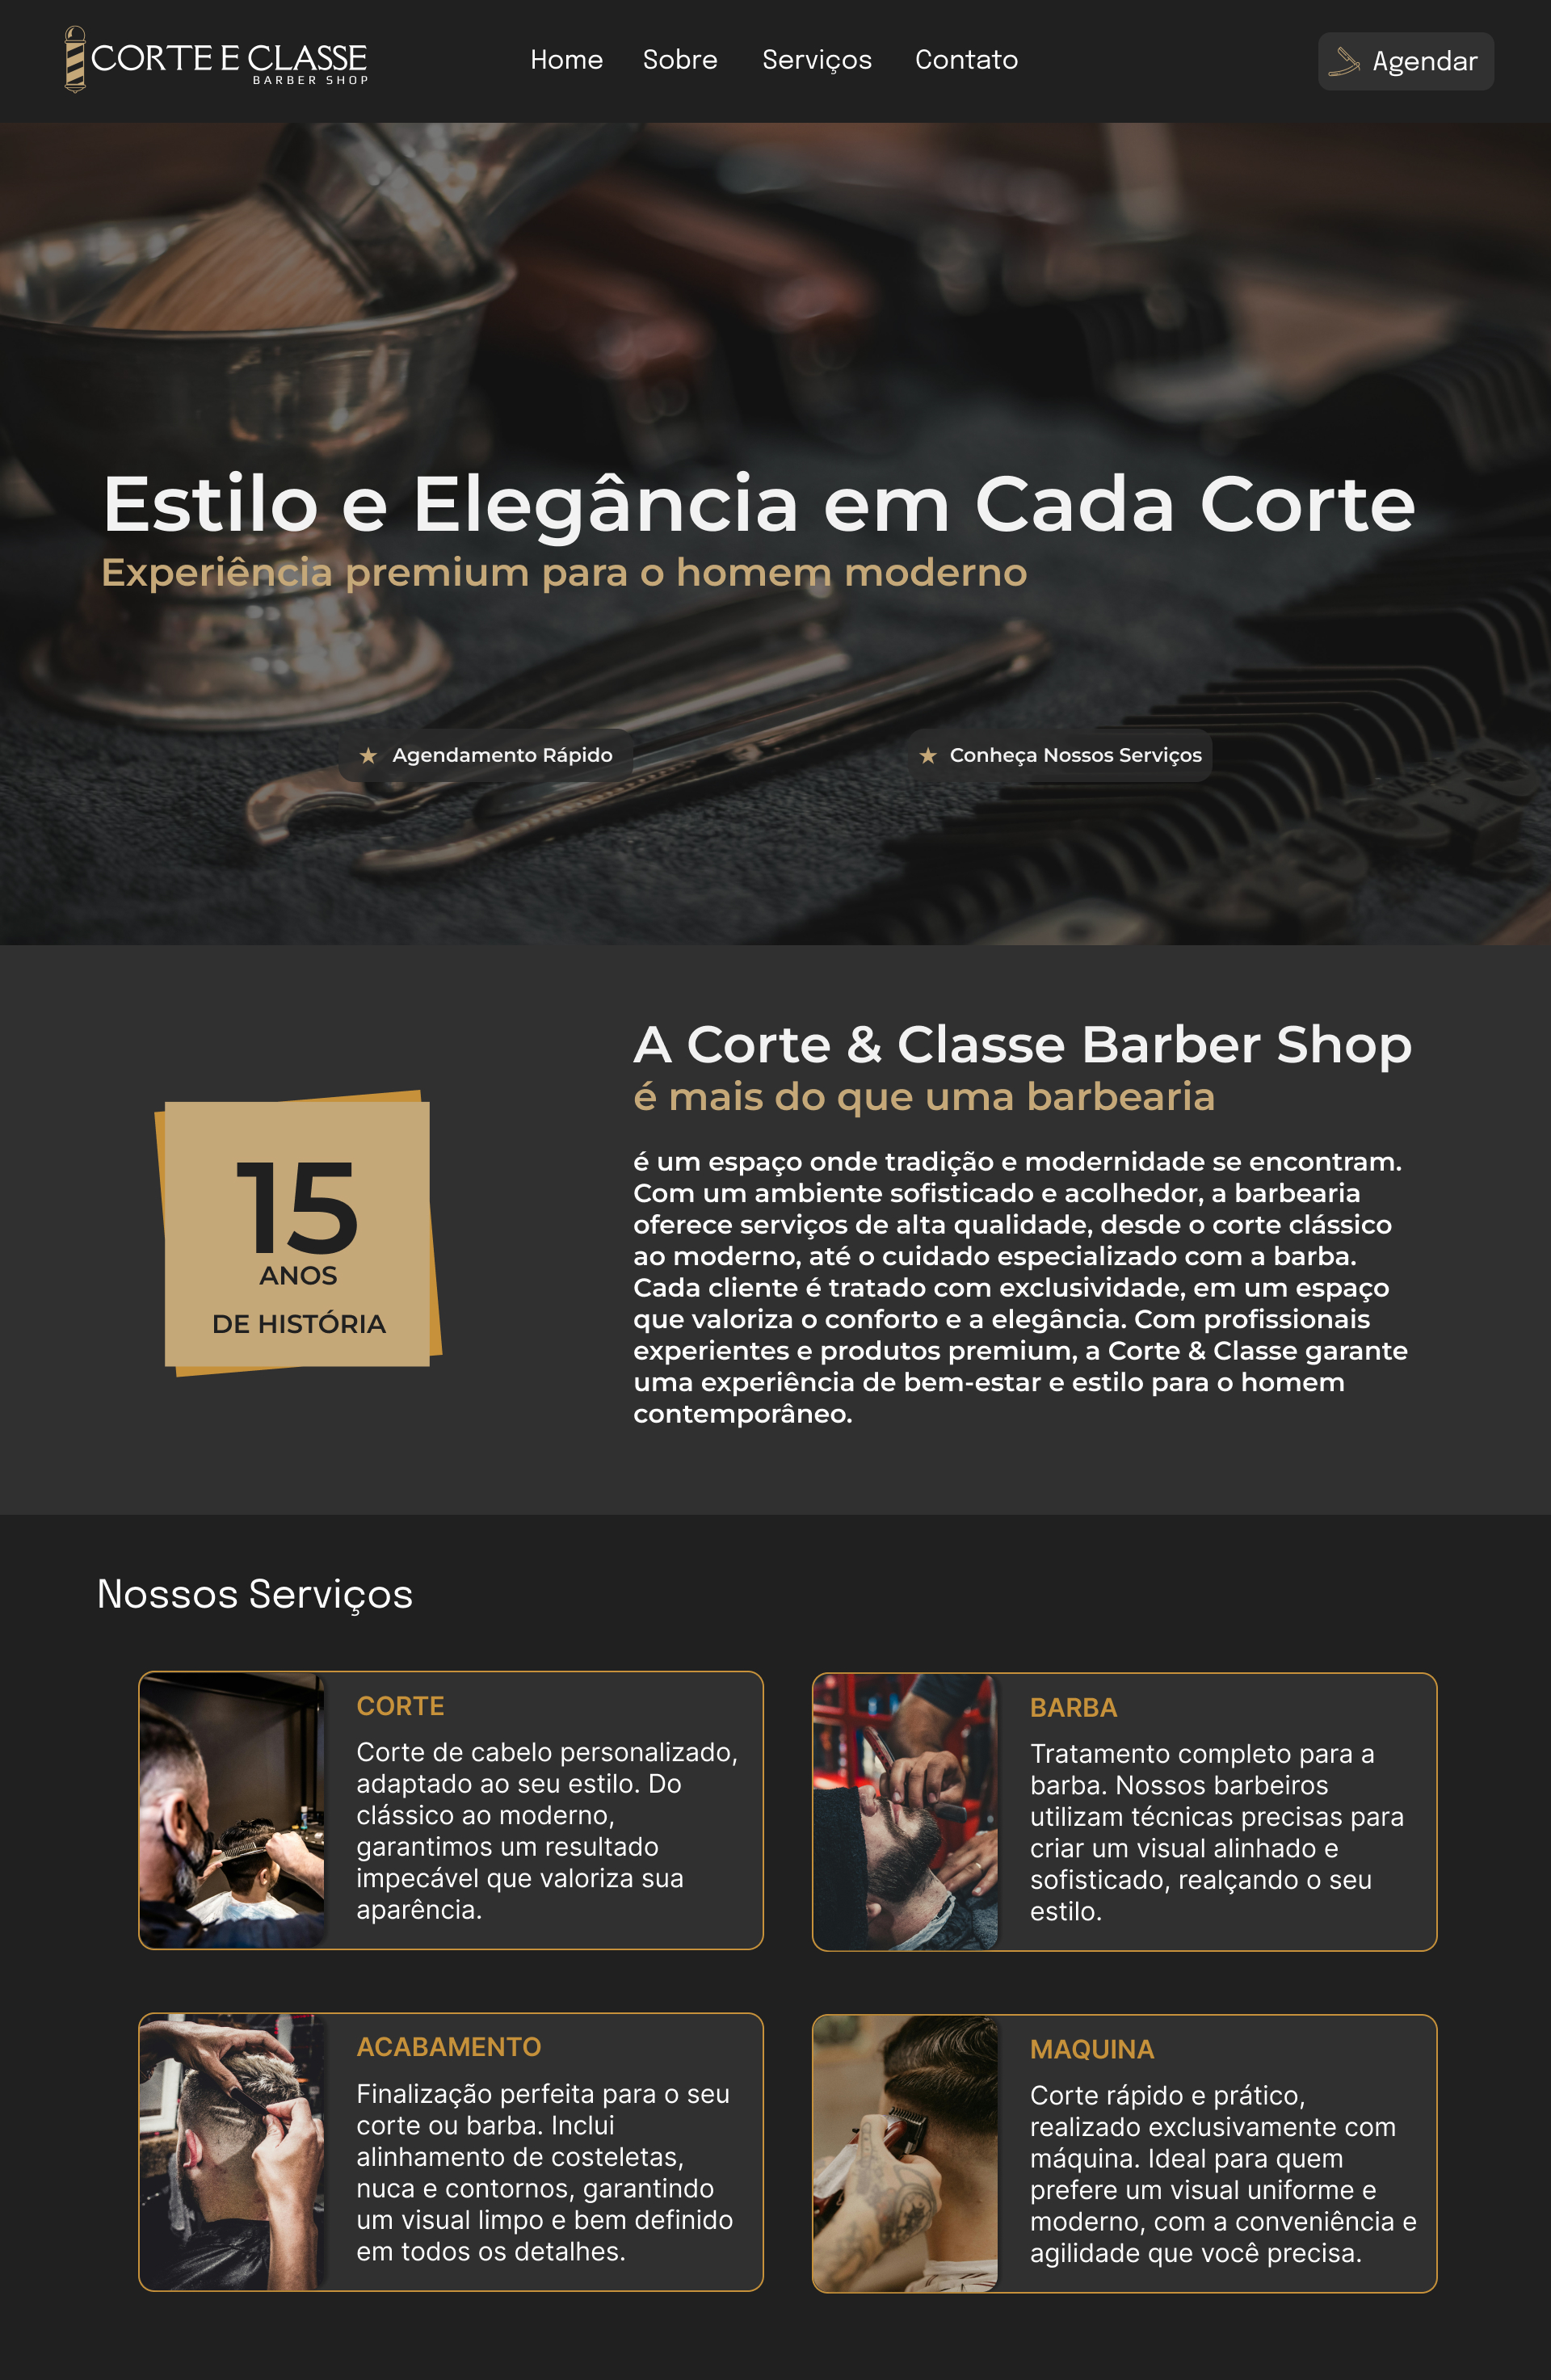 CORTE E CLASSE
BARBER SHOP
Home Sobre Serviços Contato
Agendar
Estilo e Elegância em Cada Corte
Experiência premium para o homem moderno
★ Agendamento Rápido
★ Conheça Nossos Serviços
15
ANOS
DE HISTÓRIA
A Corte & Classe Barber Shop
é mais do que uma barbearia
é um espaço onde tradição e modernidade se encontram.
Com um ambiente sofisticado e acolhedor, a barbearia
oferece serviços de alta qualidade, desde o corte clássico
ao moderno, até o cuidado especializado com a barba.
Cada cliente é tratado com exclusividade, em um espaço
que valoriza o conforto e a elegância. Com profissionais
experientes e produtos premium, a Corte & Classe garante
uma experiência de bem-estar e estilo para o homem
contemporâneo.
Nossos Serviços
CORTE
Corte de cabelo personalizado,
adaptado ao seu estilo. Do
clássico ao moderno,
garantimos um resultado
impecável que valoriza sua
aparência.
BARBA
Tratamento completo para a
barba. Nossos barbeiros
utilizam técnicas precisas para
criar um visual alinhado e
sofisticado, realçando o seu
estilo.
ACABAMENTO
Finalização perfeita para o seu
corte ou barba. Inclui
alinhamento de costeletas,
nuca e contornos, garantindo
um visual limpo e bem definido
em todos os detalhes.
MAQUINA
Corte rápido e prático,
realizado exclusivamente com
máquina. Ideal para quem
prefere um visual uniforme e
moderno, com a conveniência e
agilidade que você precisa.